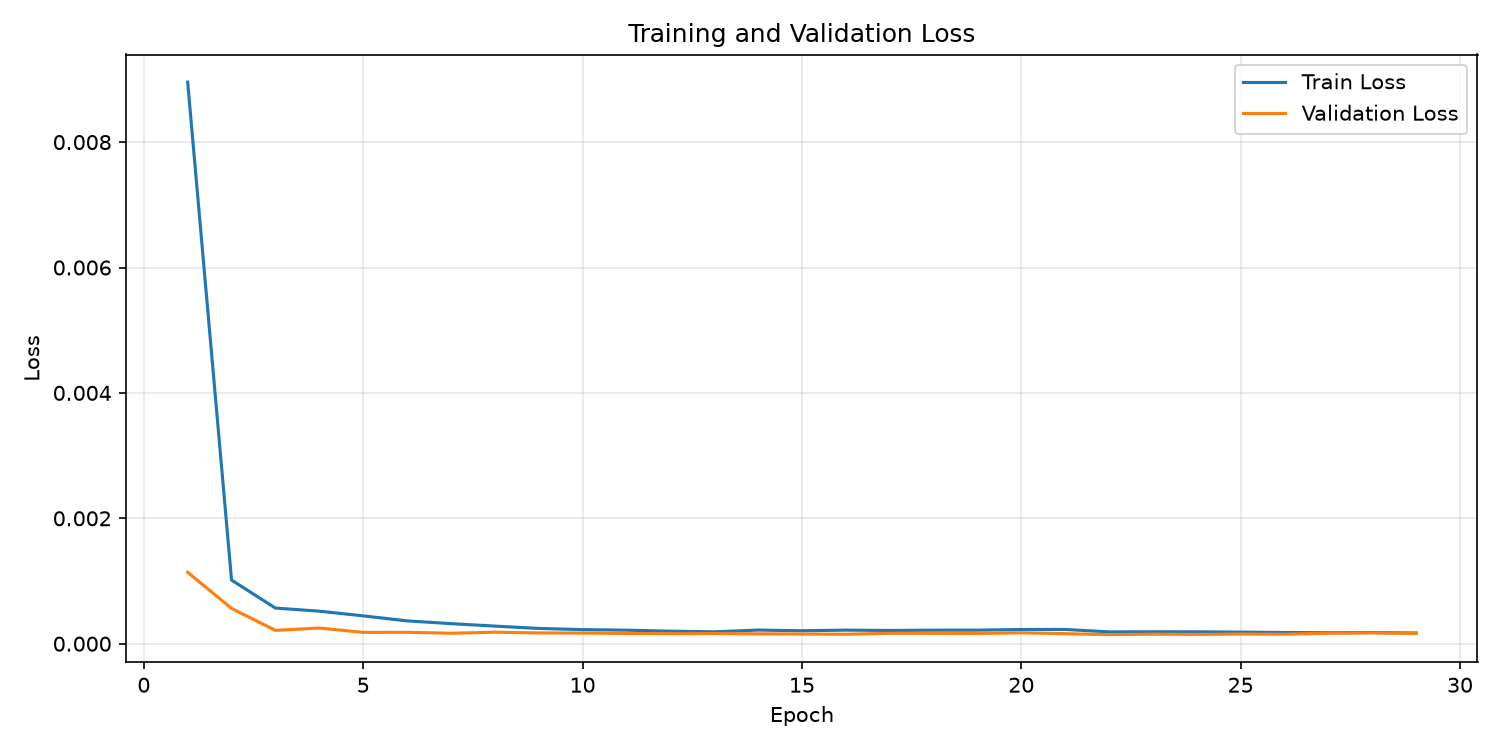 Training and Validation Loss
Train Loss
Validation Loss
0.008
0.006
0.004
0.002
0.000
Loss
0 5 10 15 20 25 30
Epoch